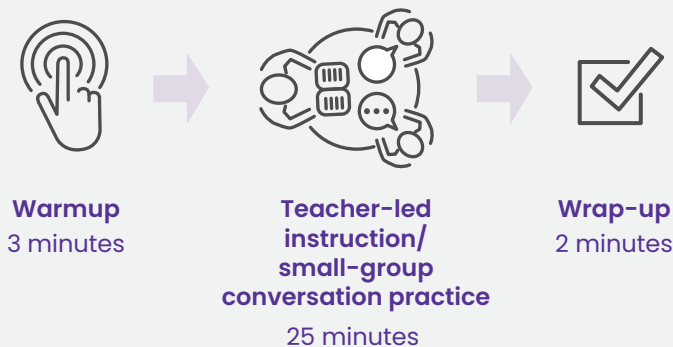 Warmup
3 minutes
Teacher-led
instruction/
small-group
conversation practice
25 minutes
Wrap-up
2 minutes